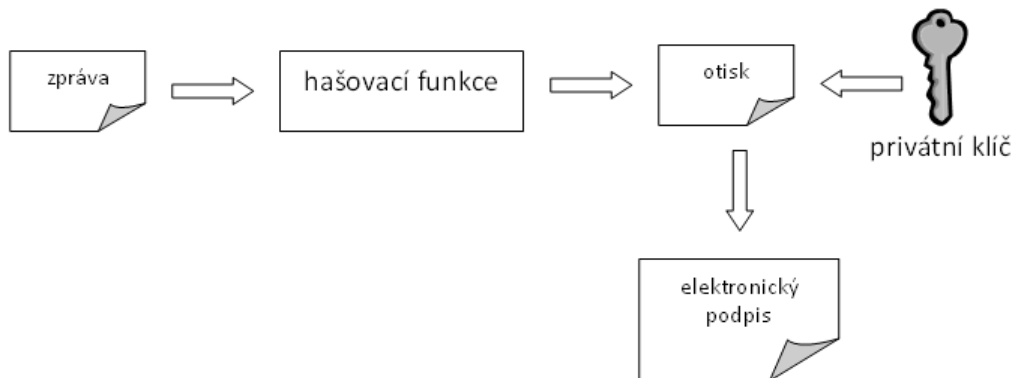 zpráva
hašovací funkce
otisk
privátní klíč
elektronický
podpis